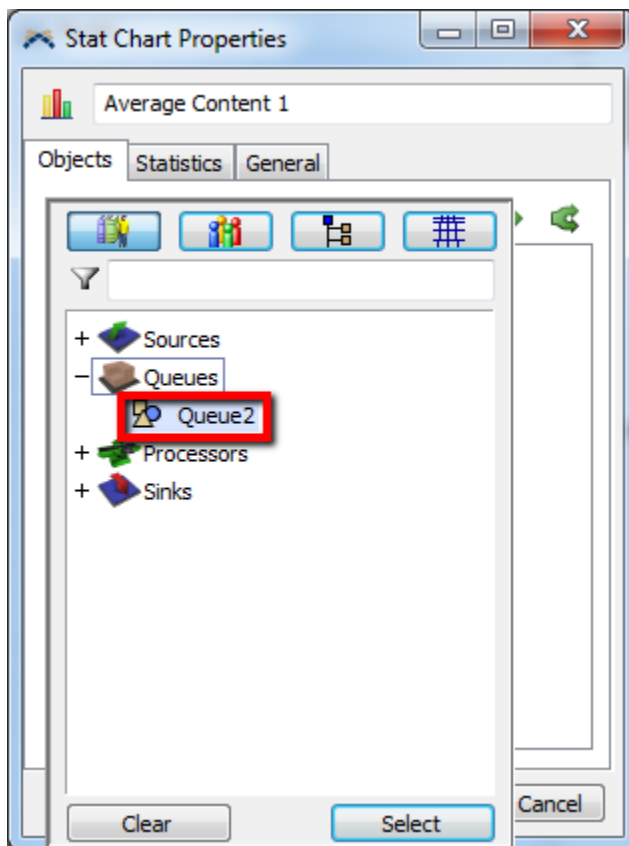 Stat Chart Properties
Average Content 1
Objects Statistics General
+ Sources
− Queues
Queue2
+ Processors
+ Sinks
Cancel
Clear Select